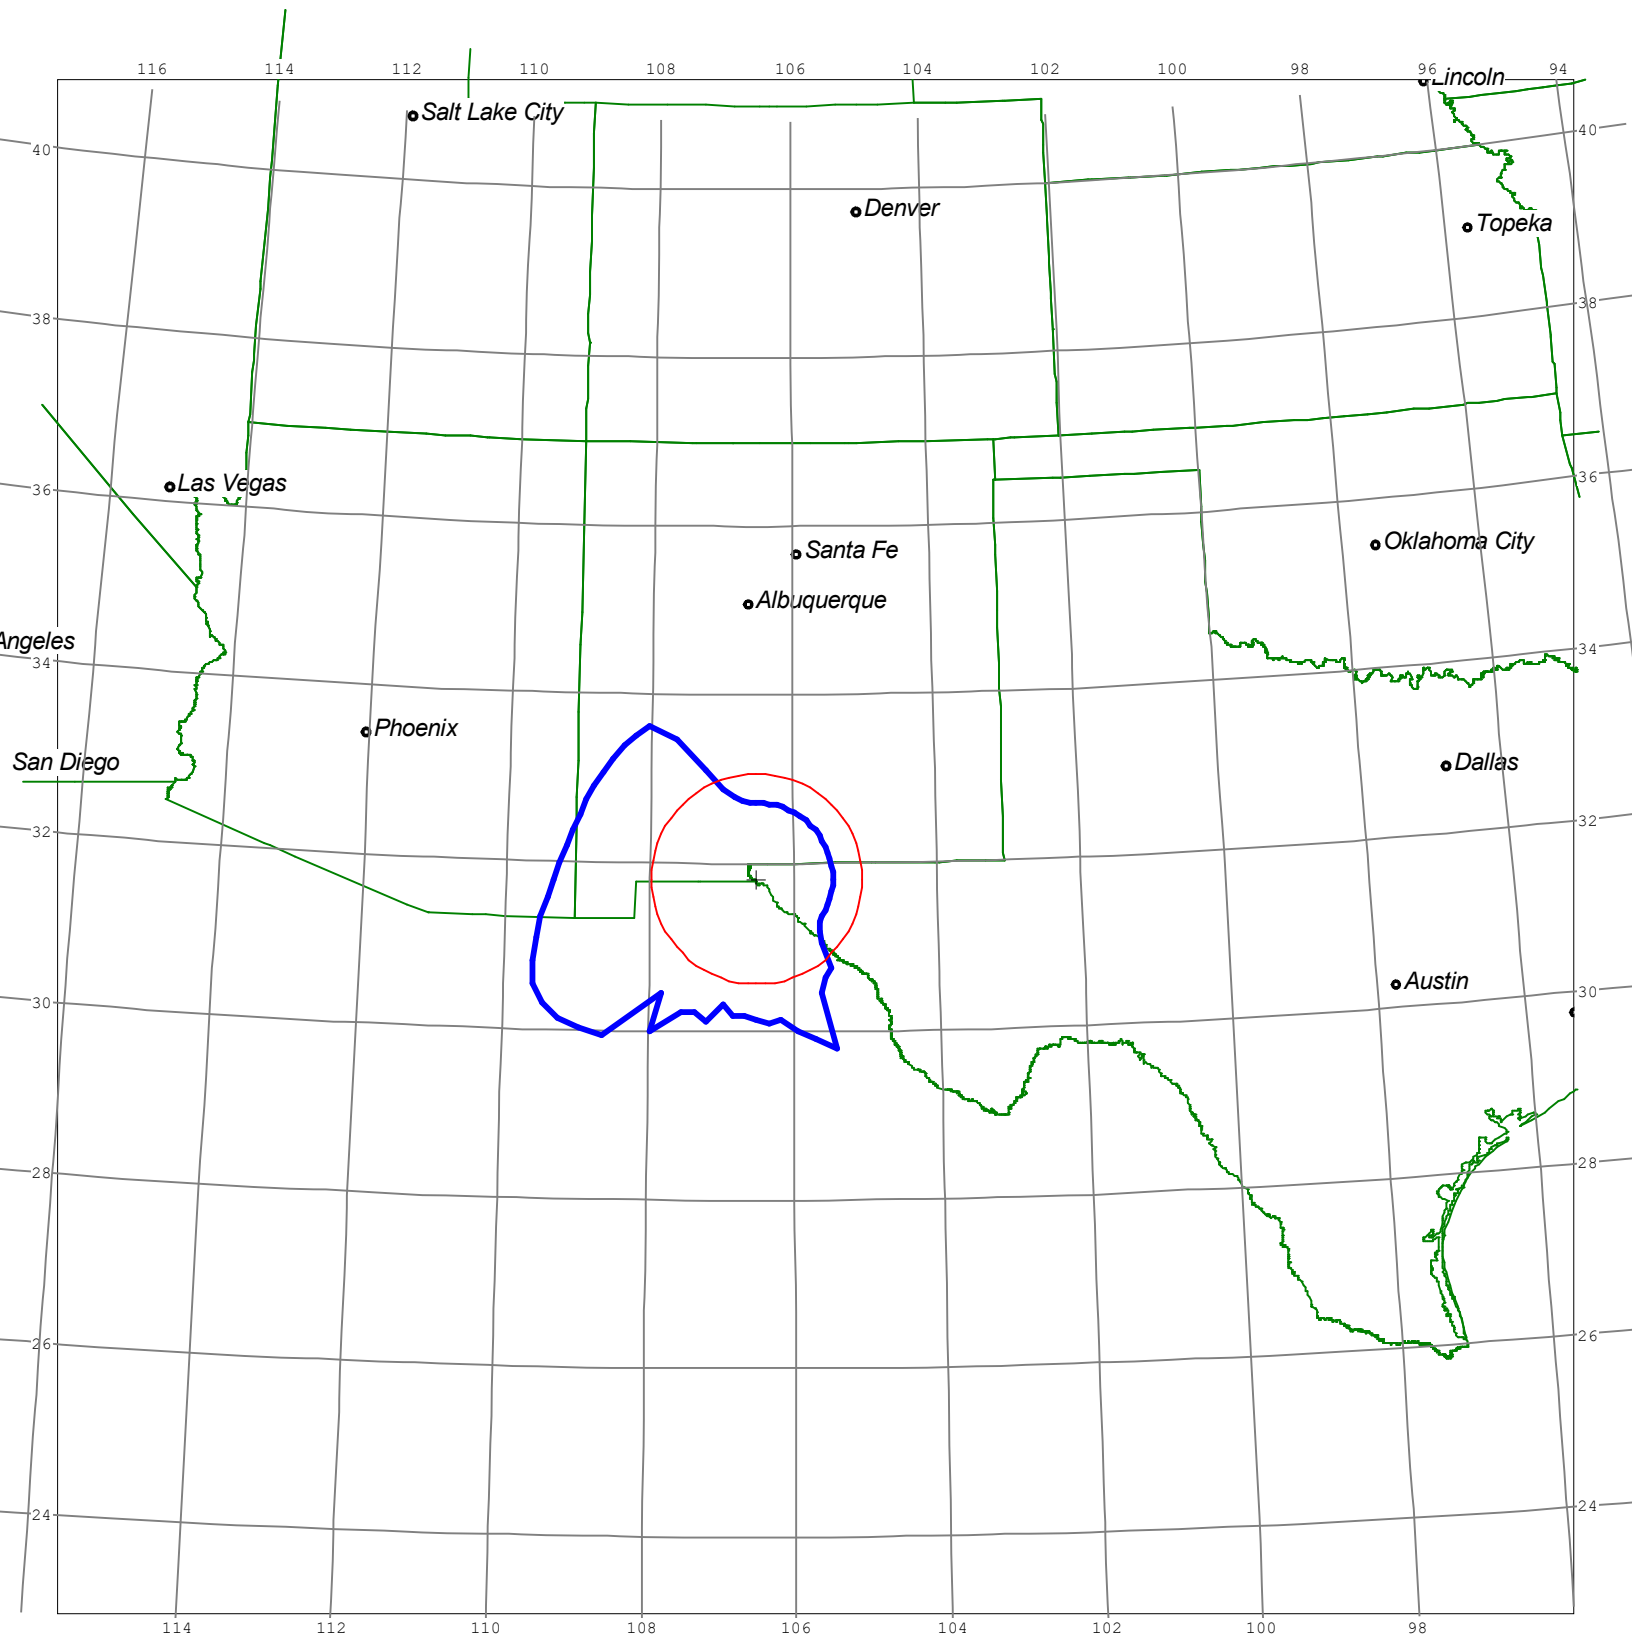 116 114 112 110 108 106 104 102 100 98 96 94
Lincoln
Salt Lake City
40 40
Denver
Topeka
38 38
Las Vegas
36 36
Oklahoma City
Santa Fe
Albuquerque
Angeles
34 34
Phoenix
San Diego
Dallas
32 32
Austin
30 30
28 28
26 26
24 24
114 112 110 108 106 104 102 100 98